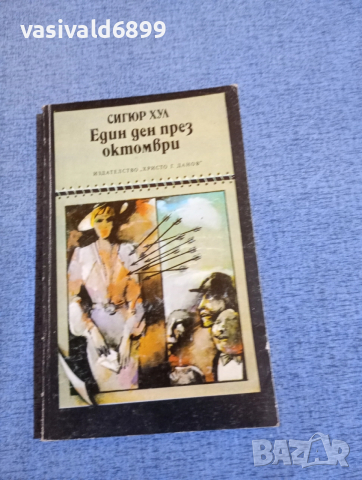 vasivald6899
СИГЮР ХУЛ
Един ден през
октомври
ИЗДАТЕЛСТВО „ХРИСТО Г. ДАНОВ“
BAZAR